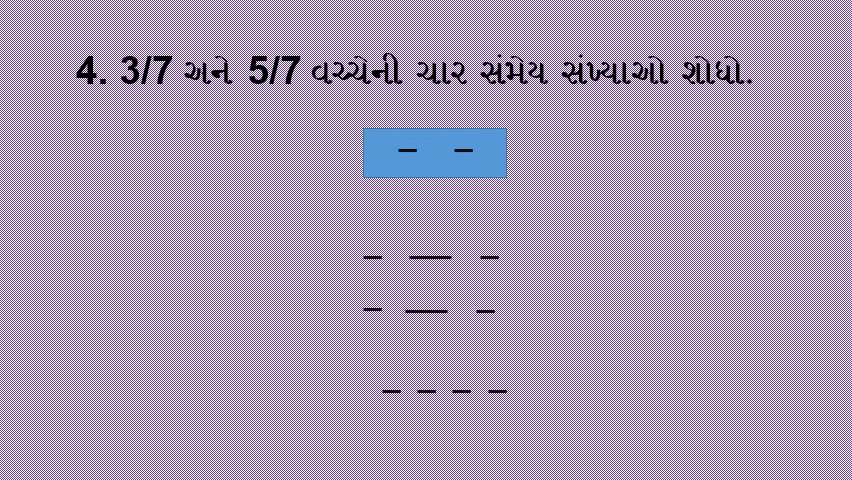 4. 3/7 અને 5/7 વચ્ચેની ચાર સંમેય સંખ્યાઓ શોધો.